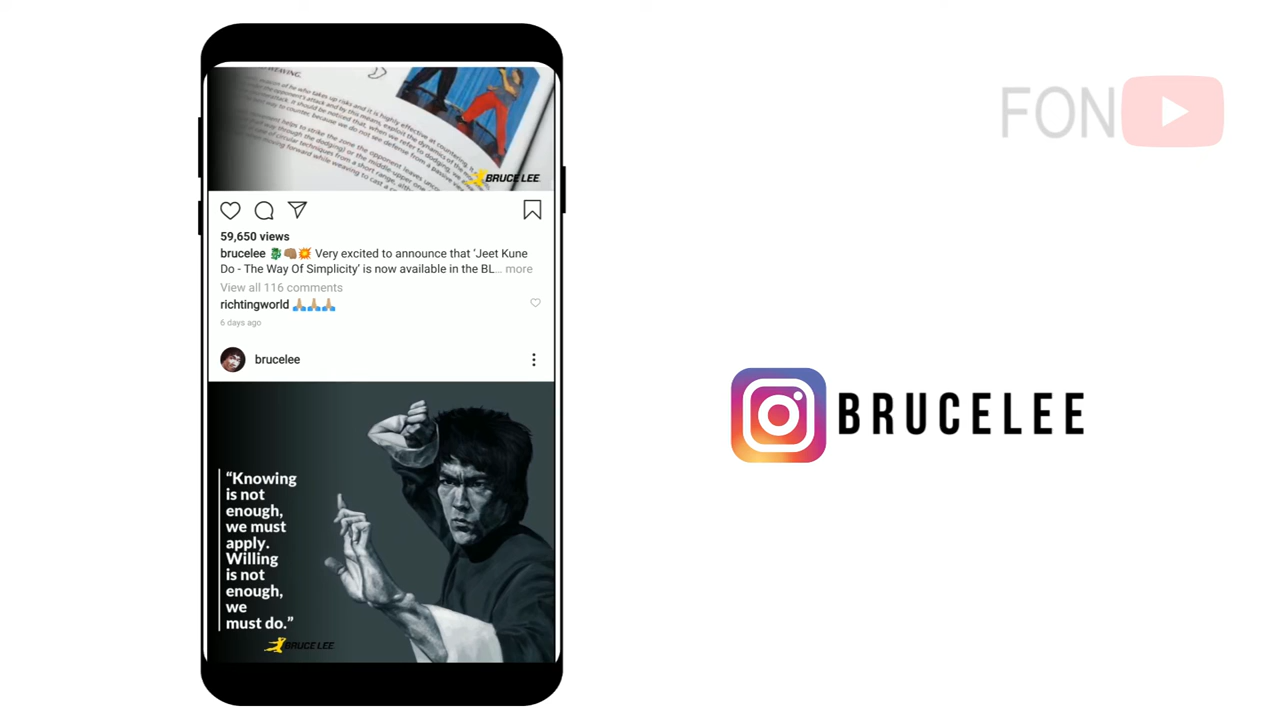 WEAVING.
BRUCE LEE
59,650 views
brucelee 🐉👊🏽💥 Very excited to announce that ‘Jeet Kune
Do - The Way Of Simplicity’ is now available in the BL… more
View all 116 comments
richtingworld 🙏🏼🙏🏼🙏🏼
6 days ago
brucelee
“Knowing
is not
enough,
we must
apply.
Willing
is not
enough,
we
must do.”
BRUCE LEE
FON
BRUCELEE